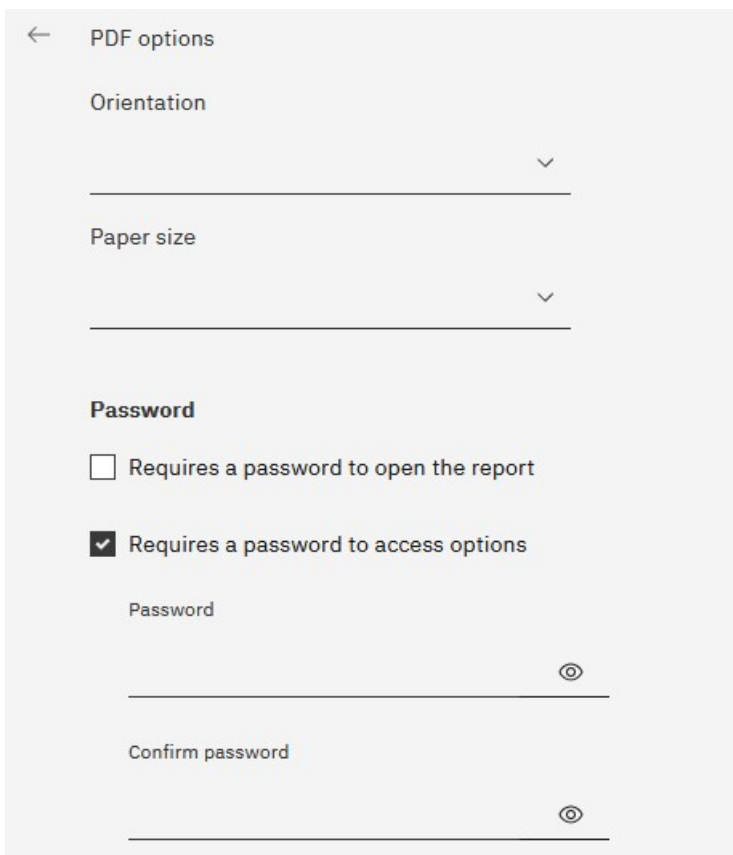 PDF options
Orientation
Paper size
Password
Requires a password to open the report
Requires a password to access options
Password
Confirm password